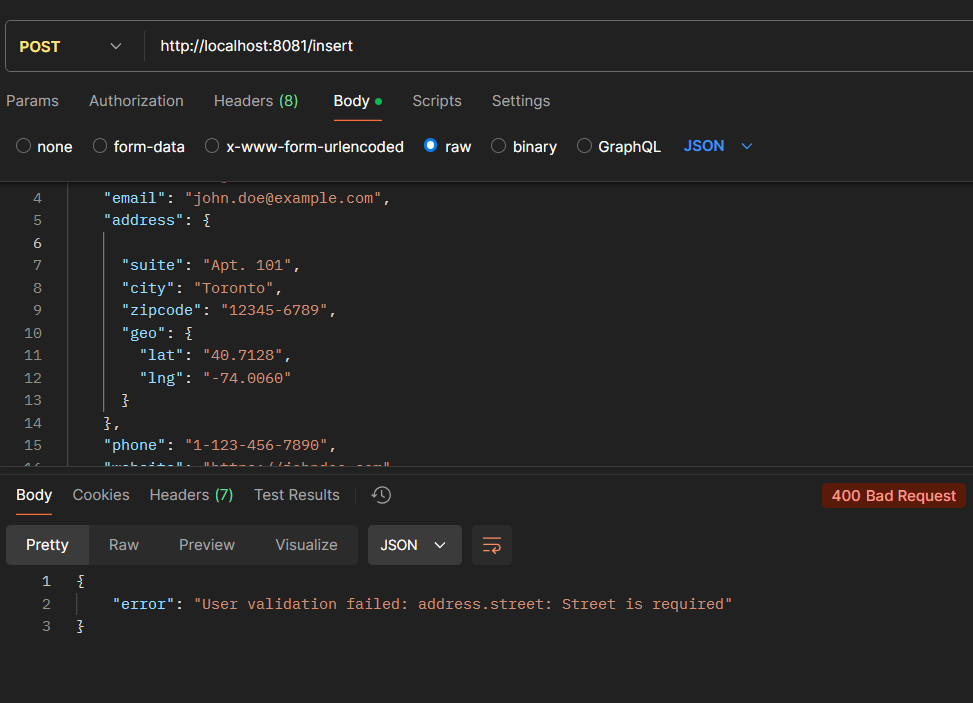 POST http://localhost:8081/insert
Params Authorization Headers (8) Body Scripts Settings
none form-data x-www-form-urlencoded raw binary GraphQL JSON
4 "email": "john.doe@example.com",
5 "address": {
6
7 "suite": "Apt. 101",
8 "city": "Toronto",
9 "zipcode": "12345-6789",
10 "geo": {
11 "lat": "40.7128",
12 "lng": "-74.0060"
13 }
14 },
15 "phone": "1-123-456-7890",
Body Cookies Headers (7) Test Results 400 Bad Request
Pretty Raw Preview Visualize JSON
1 {
2 "error": "User validation failed: address.street: Street is required"
3 }